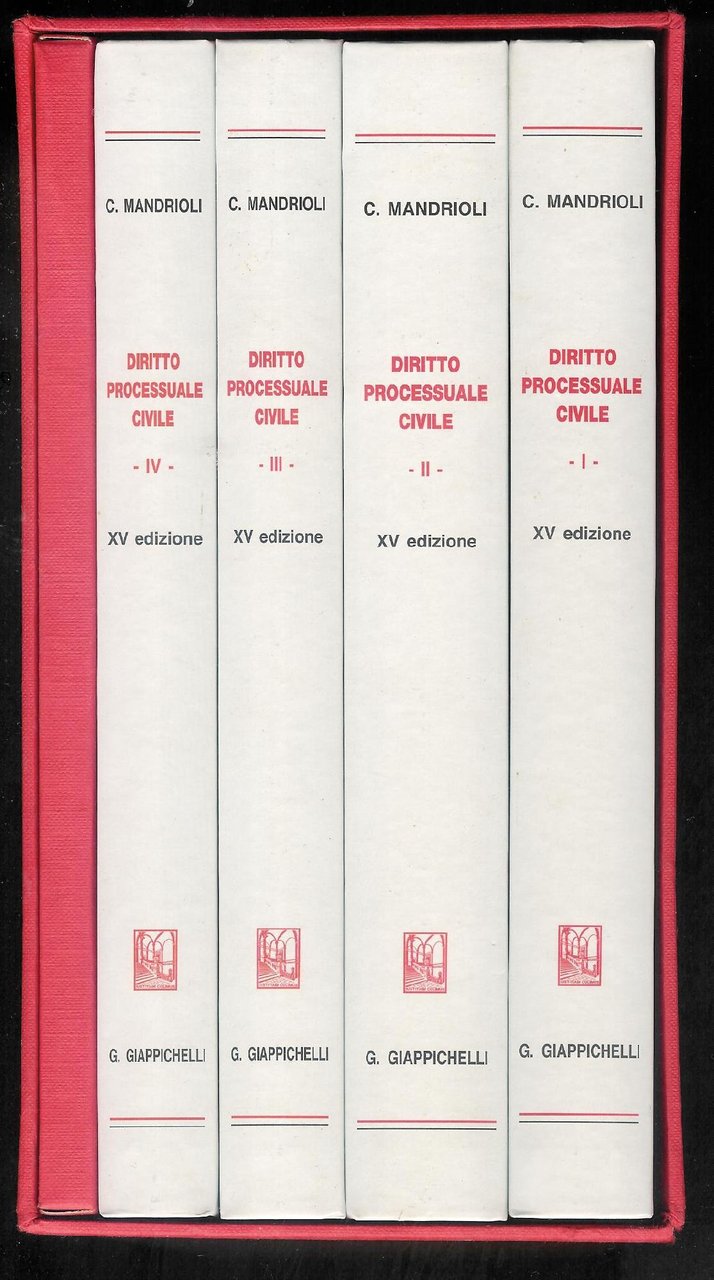 C. MANDRIOLI
DIRITTO
PROCESSUALE
CIVILE
- IV -
XV edizione
G. GIAPPICHELLI
C. MANDRIOLI
DIRITTO
PROCESSUALE
CIVILE
- III -
XV edizione
G. GIAPPICHELLI
C. MANDRIOLI
DIRITTO
PROCESSUALE
CIVILE
- II -
XV edizione
G. GIAPPICHELLI
C. MANDRIOLI
DIRITTO
PROCESSUALE
CIVILE
- I -
XV edizione
G. GIAPPICHELLI